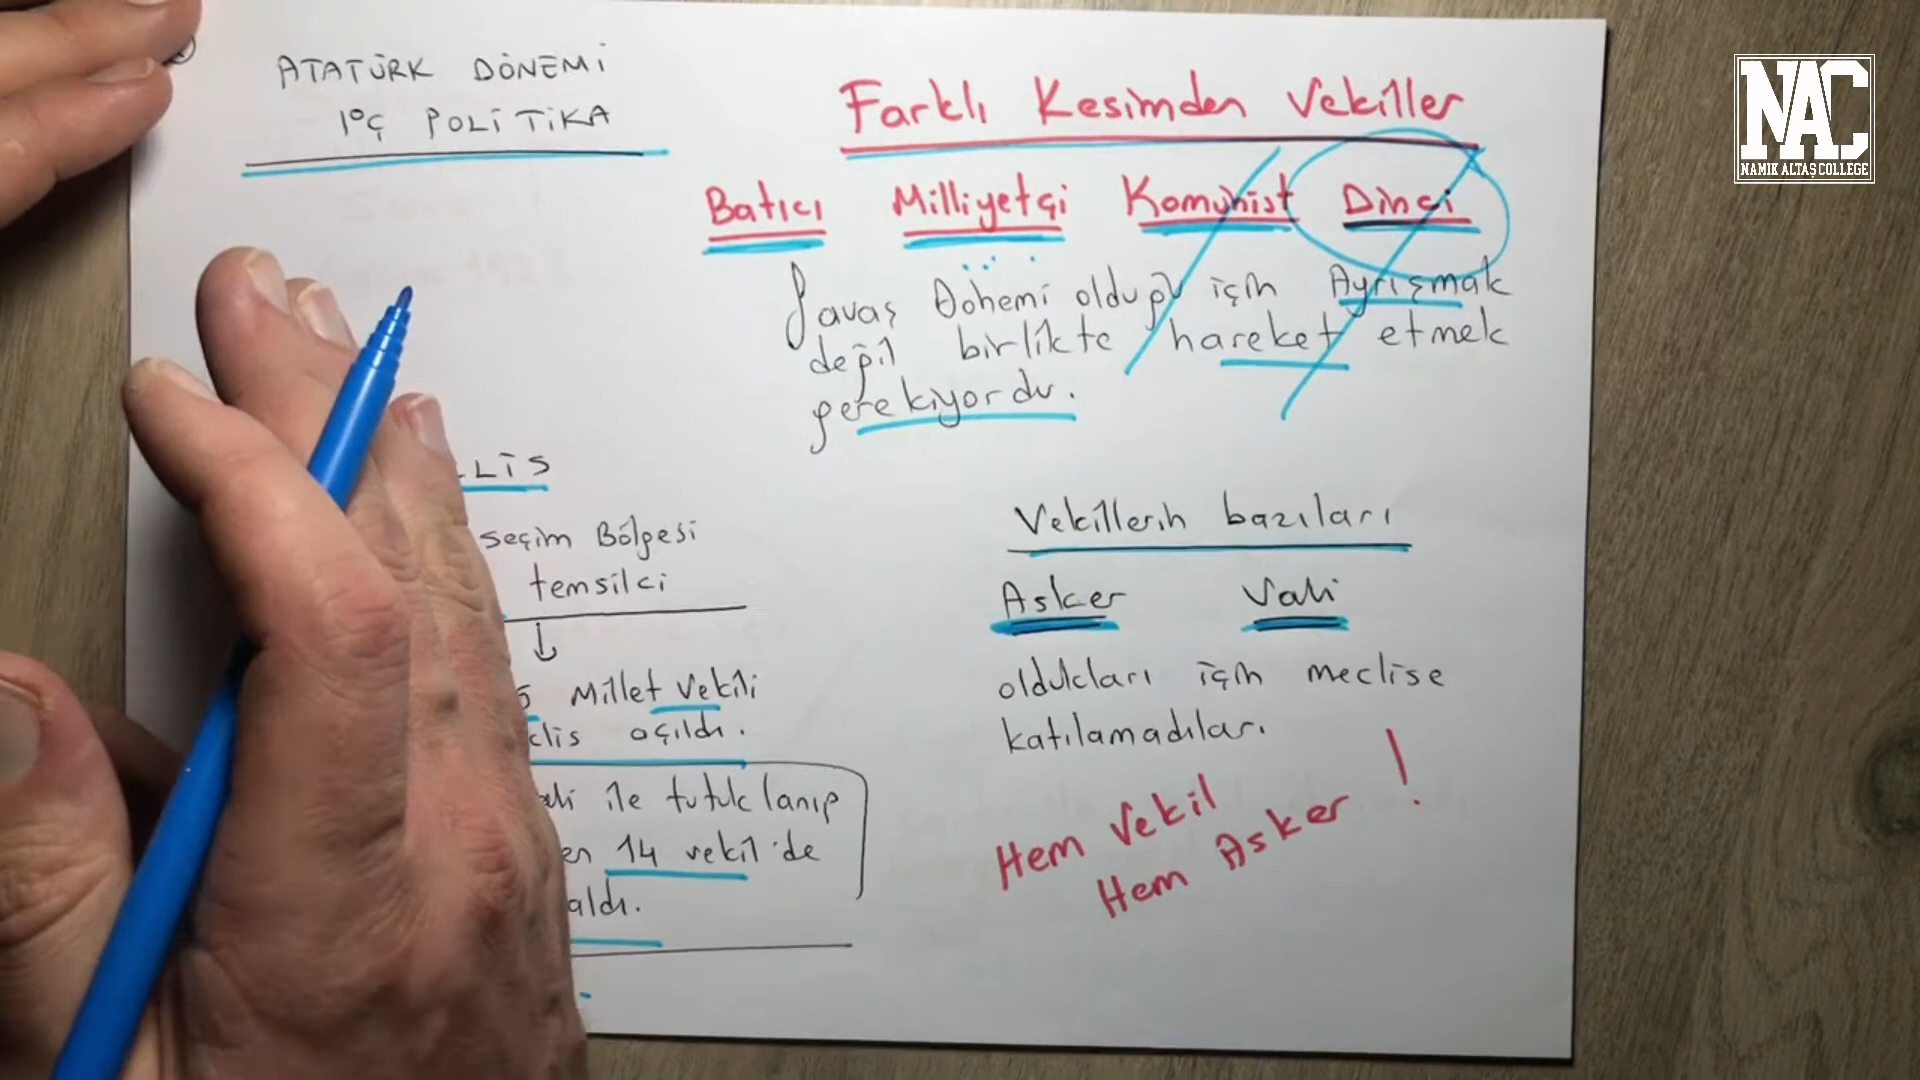 ATATÜRK DÖNEMİ
İÇ POLİTİKA
Farklı Kesimden Vekiller
Batıcı Milliyetçi Komünist Dinci
Savaş Dönemi olduğu için Ayrışmak
değil birlikte hareket etmek
gerekiyordu.
LİS
seçim Bölgesi
temsilci
↓
5 Millet Vekili
clis açıldı.
ile tutuklanıp
en 14 vekil'de
aldı.
Vekillerin bazıları
Asker Vali
oldukları için meclise
katılamadılar.
Hem Vekil
Hem Asker !
NAC
NAMIK ALTAŞ COLLEGE